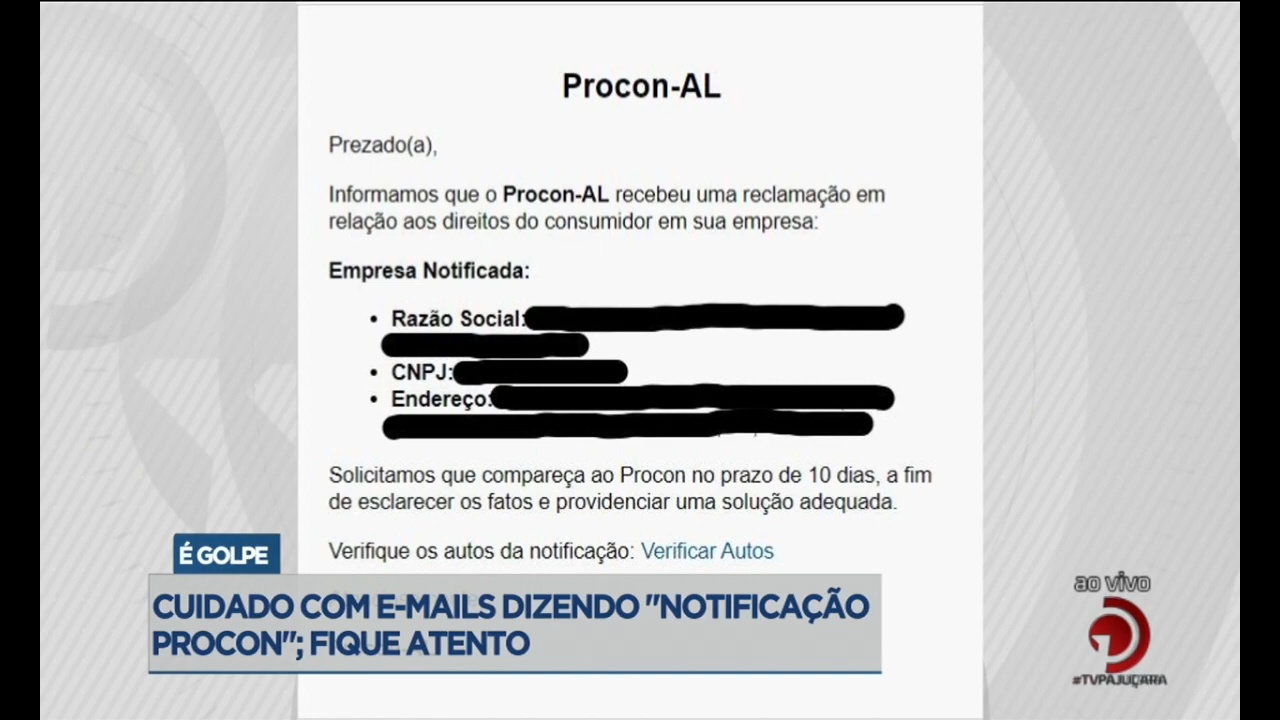 Procon-AL
Prezado(a),
Informamos que o Procon-AL recebeu uma reclamação em
relação aos direitos do consumidor em sua empresa:
Empresa Notificada:
• Razão Social:
• CNPJ:
• Endereço:
Solicitamos que compareça ao Procon no prazo de 10 dias, a fim
de esclarecer os fatos e providenciar uma solução adequada.
Verifique os autos da notificação: Verificar Autos
É GOLPE
CUIDADO COM E-MAILS DIZENDO "NOTIFICAÇÃO
PROCON"; FIQUE ATENTO
ao vivo
#TVPAJUÇARA